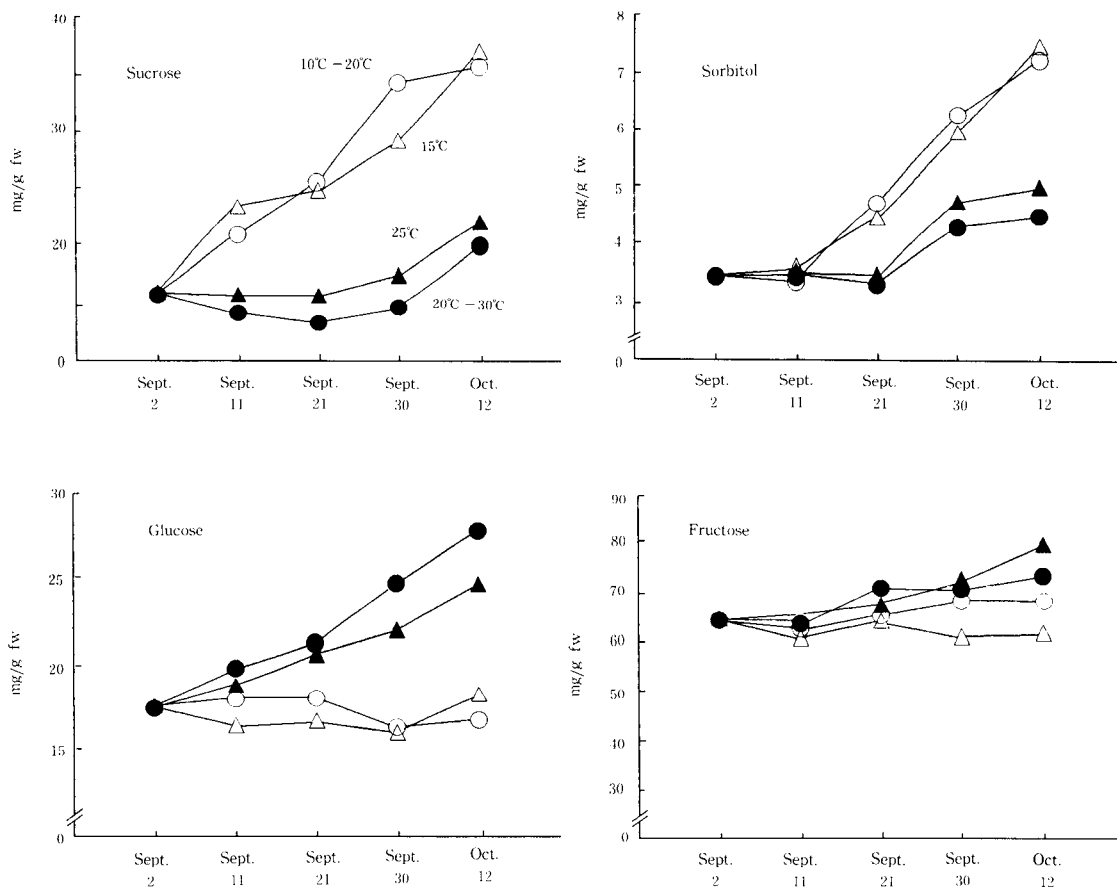 40
Sucrose
10℃ −20℃
30
15℃
mg/g fw
20
25℃
20℃ −30℃
0
Sept. Sept. Sept. Sept. Oct.
2 11 21 30 12
8
Sorbitol
7
6
mg/g fw
5
4
3
0
Sept. Sept. Sept. Sept. Oct.
2 11 21 30 12
30
Glucose
25
mg/g fw
20
15
0
Sept. Sept. Sept. Sept. Oct.
2 11 21 30 12
90
Fructose
80
70
mg/g fw
60
50
40
30
0
Sept. Sept. Sept. Sept. Oct.
2 11 21 30 12